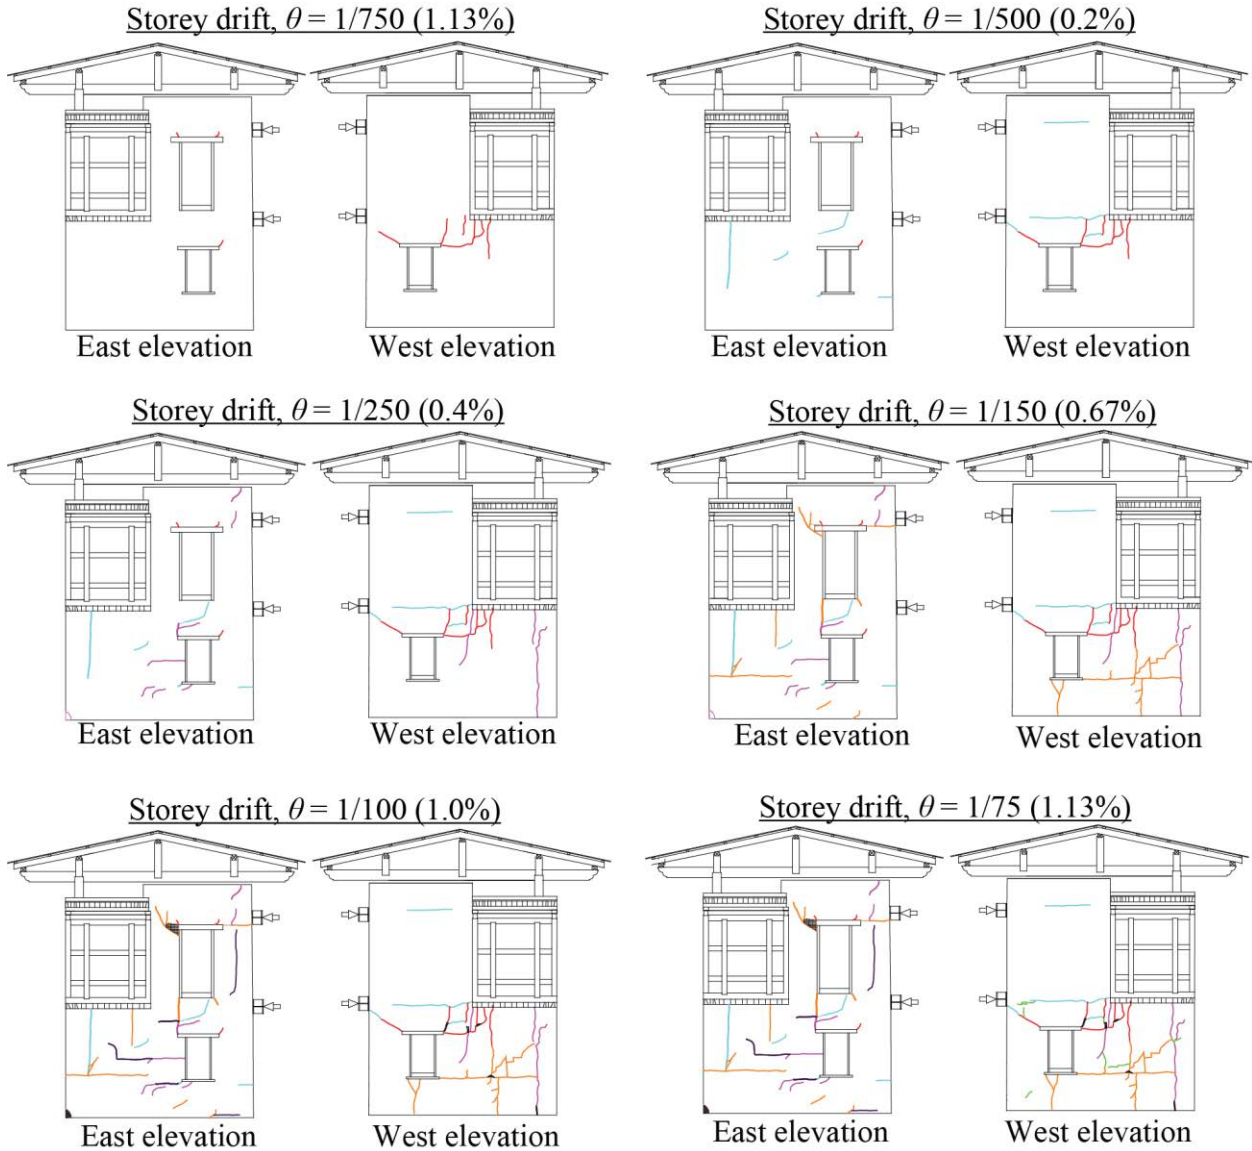 Storey drift, θ = 1/750 (1.13%)
Storey drift, θ = 1/500 (0.2%)
East elevation
West elevation
East elevation
West elevation
Storey drift, θ = 1/250 (0.4%)
Storey drift, θ = 1/150 (0.67%)
East elevation
West elevation
East elevation
West elevation
Storey drift, θ = 1/100 (1.0%)
Storey drift, θ = 1/75 (1.13%)
East elevation
West elevation
East elevation
West elevation